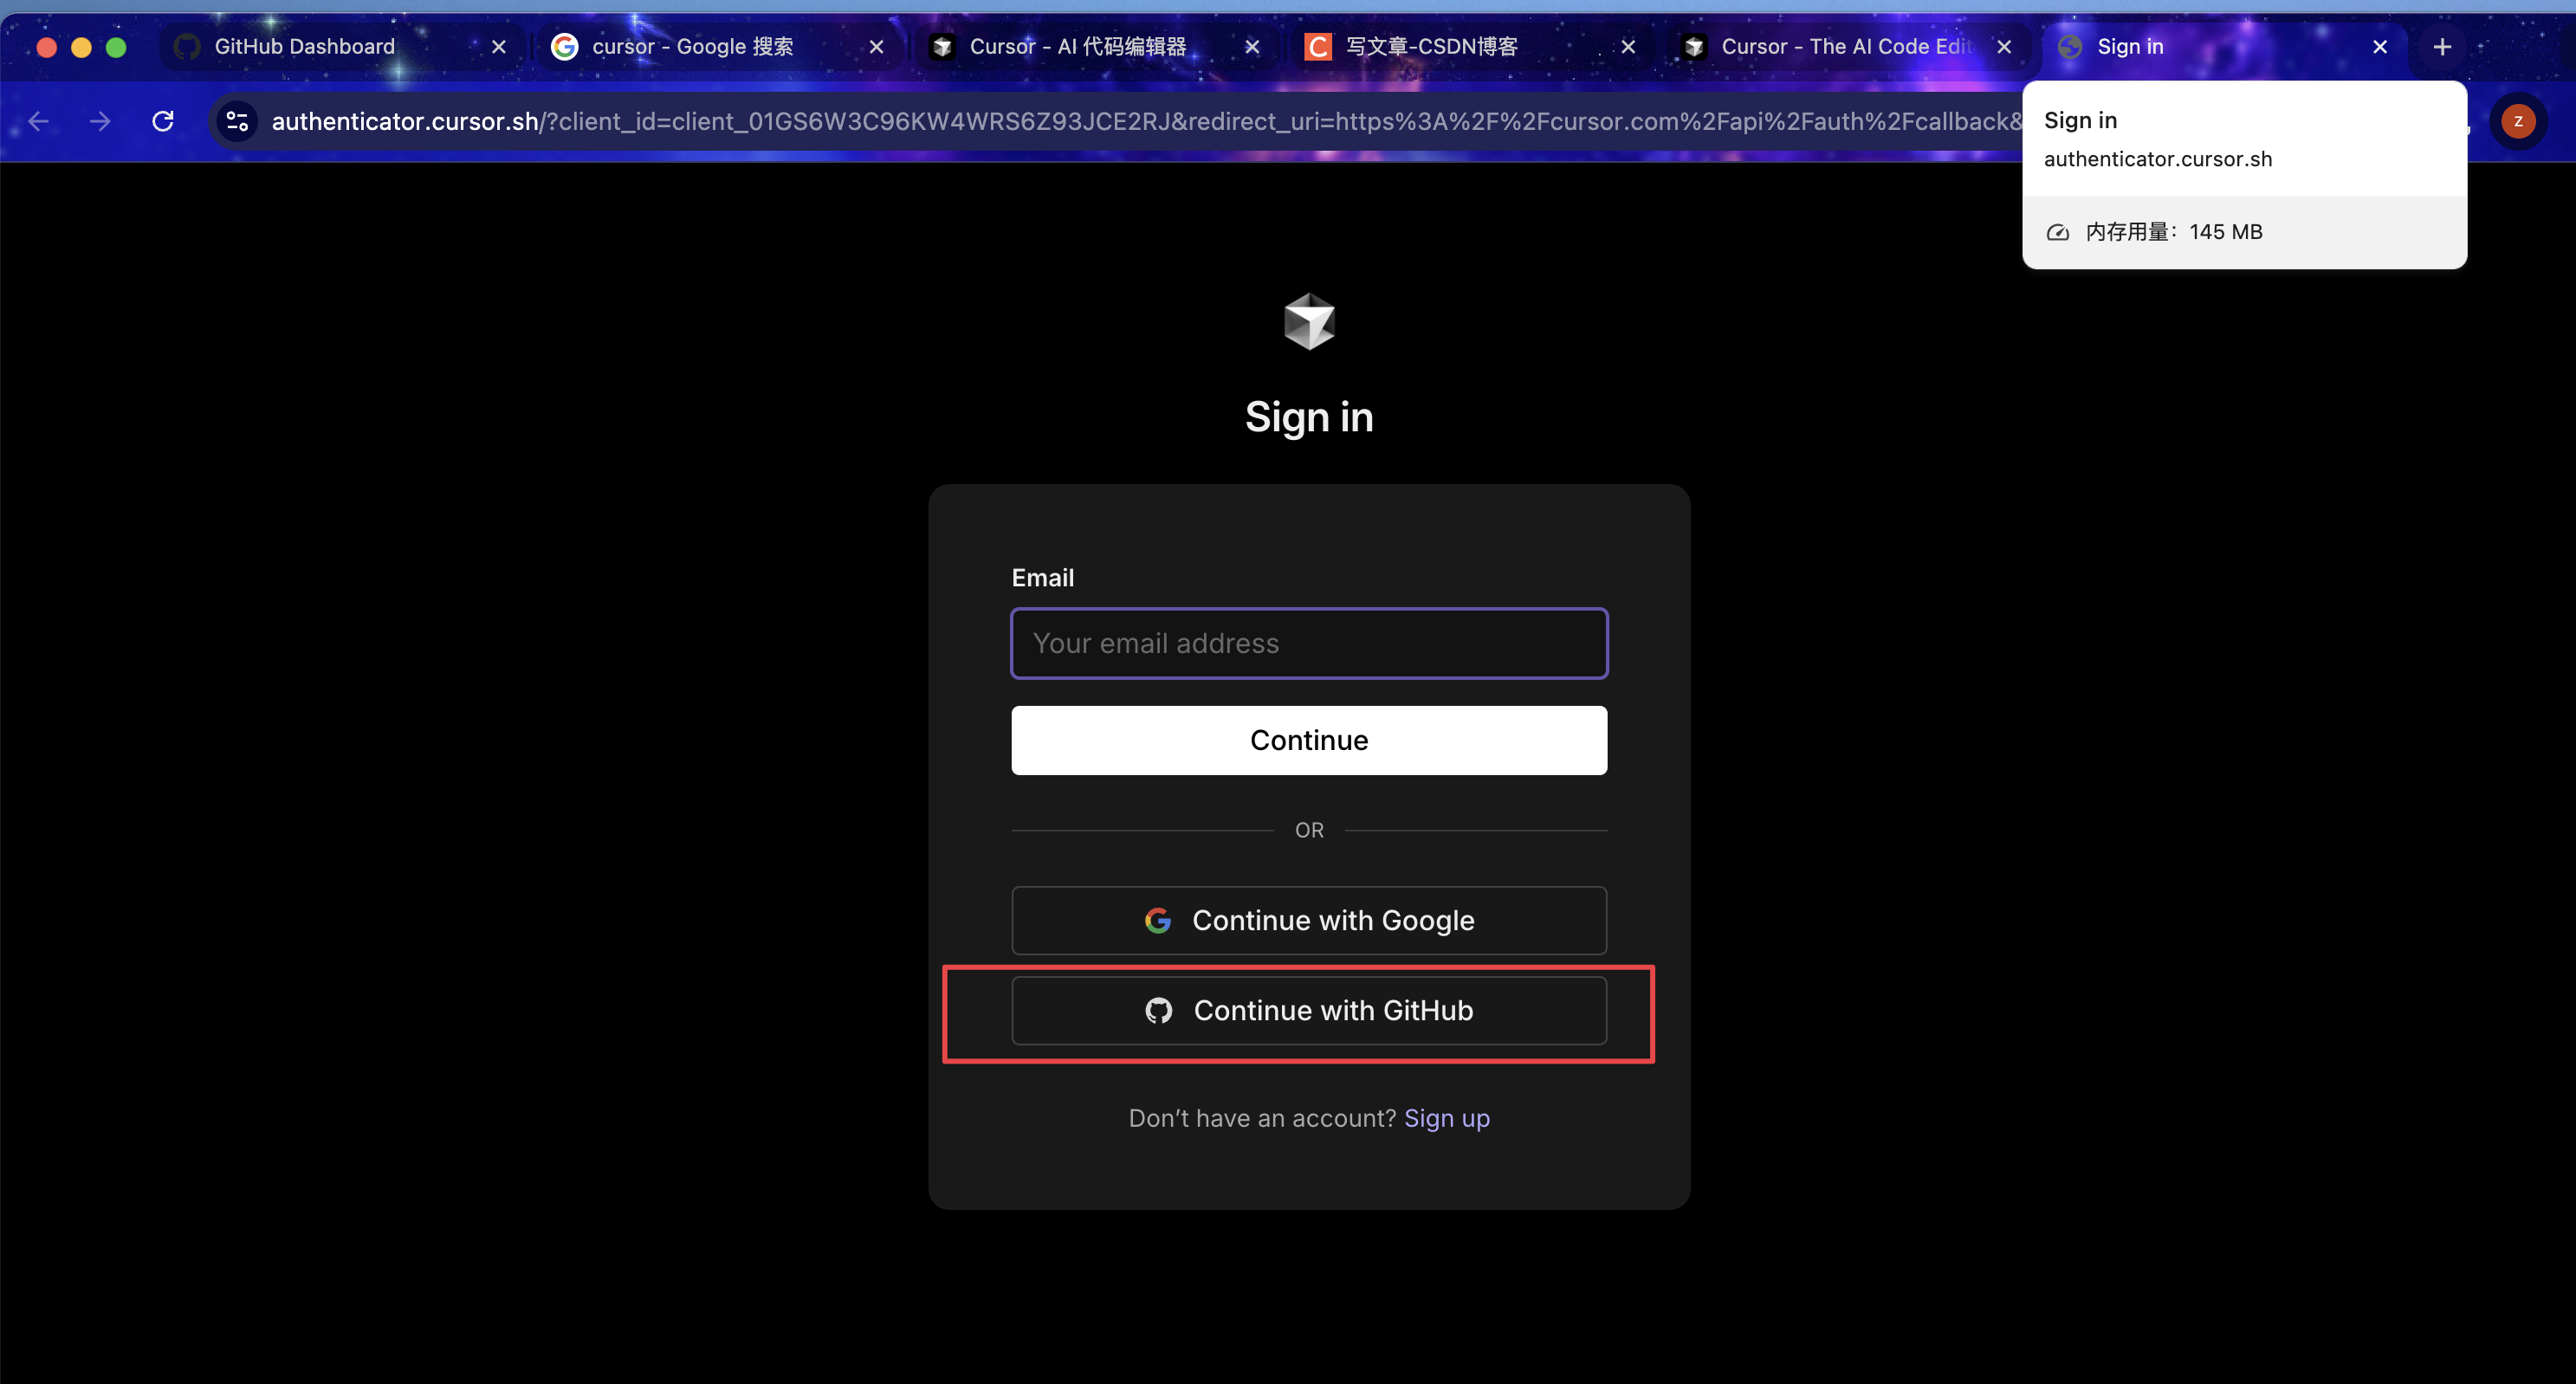 GitHub Dashboard
cursor - Google 搜索
Cursor - AI 代码编辑器
写文章-CSDN博客
Cursor - The AI Code Edit
Sign in
authenticator.cursor.sh/?client_id=client_01GS6W3C96KW4WRS6Z93JCE2RJ&redirect_uri=https%3A%2F%2Fcursor.com%2Fapi%2Fauth%2Fcallback&
Z
Sign in
authenticator.cursor.sh
内存用量：145 MB
Sign in
Email
Your email address
Continue
OR
Continue with Google
Continue with GitHub
Don’t have an account? Sign up